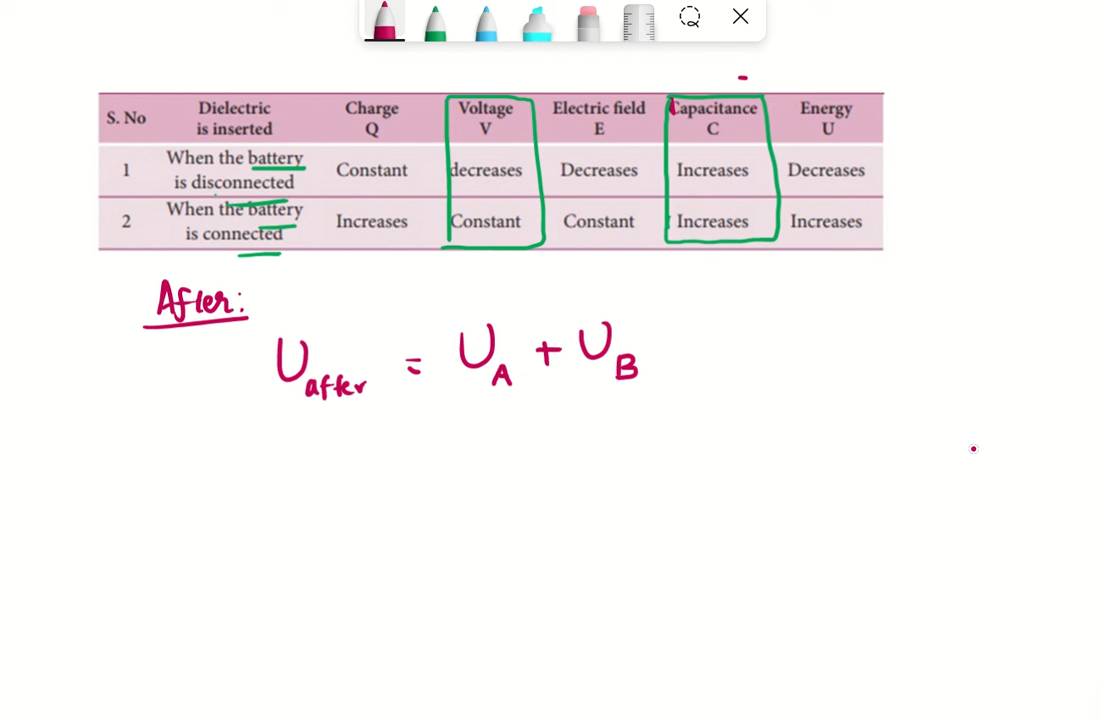 S. No Dielectric is inserted Charge Q Voltage V Electric field E Capacitance C Energy U
1 When the battery is disconnected Constant decreases Decreases Increases Decreases
2 When the battery is connected Increases Constant Constant Increases Increases
After:
U after = U A + U B